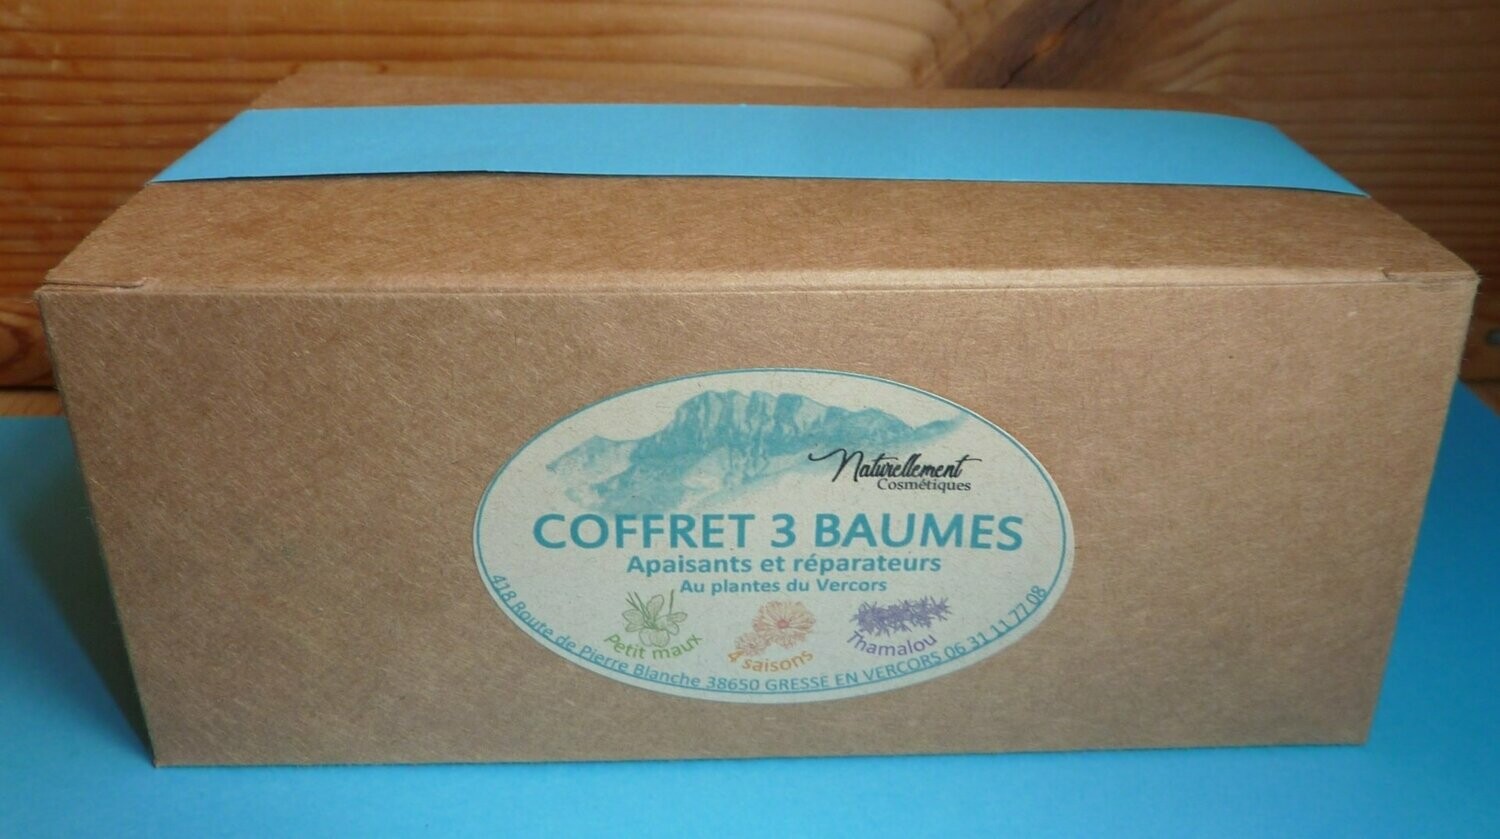 Naturellement
Cosmétiques
COFFRET 3 BAUMES
Apaisants et réparateurs
Au plantes du Vercors
Petit maux
4 saisons
Thamalou
418 Route de Pierre Blanche 38650 GRESSE EN VERCORS 06 31 11 77 08